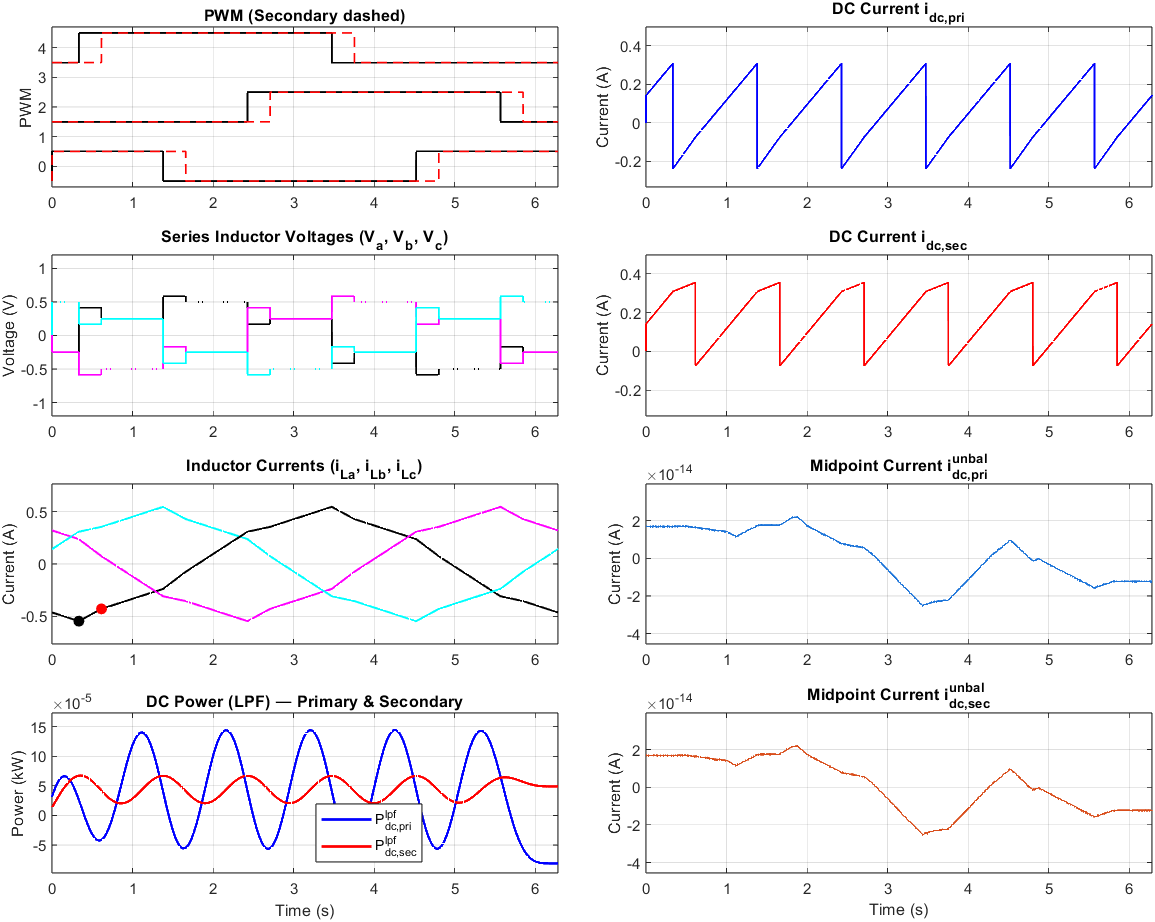 PWM (Secondary dashed)
PWM
4
3
2
1
0
0 1 2 3 4 5 6
DC Current i_dc,pri
Current (A)
0.4
0.2
0
-0.2
0 1 2 3 4 5 6
Series Inductor Voltages (V_a, V_b, V_c)
Voltage (V)
1
0.5
0
-0.5
-1
0 1 2 3 4 5 6
DC Current i_dc,sec
Current (A)
0.4
0.2
0
-0.2
0 1 2 3 4 5 6
Inductor Currents (i_La, i_Lb, i_Lc)
Current (A)
0.5
0
-0.5
0 1 2 3 4 5 6
Midpoint Current i_dc,pri^unbal
×10^-14
Current (A)
2
0
-2
-4
0 1 2 3 4 5 6
DC Power (LPF) — Primary & Secondary
×10^-5
Power (kW)
15
10
5
0
-5
P_dc,pri^lpf
P_dc,sec^lpf
0 1 2 3 4 5 6
Time (s)
Midpoint Current i_dc,sec^unbal
×10^-14
Current (A)
2
0
-2
-4
0 1 2 3 4 5 6
Time (s)